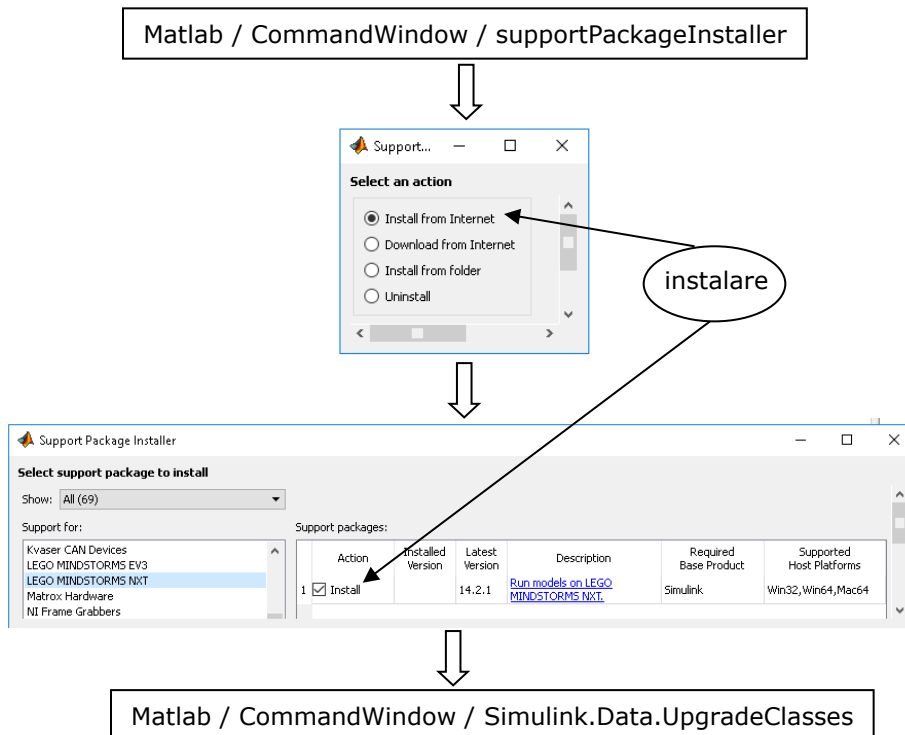 Matlab / CommandWindow / supportPackageInstaller
Support...
Select an action
Install from Internet
Download from Internet
Install from folder
Uninstall
instalare
Support Package Installer
Select support package to install
Show: All (69)
Support for:
Kvaser CAN Devices
LEGO MINDSTORMS EV3
LEGO MINDSTORMS NXT
Matrox Hardware
NI Frame Grabbers
Support packages:
Action Installed Version Latest Version Description Required Base Product Supported Host Platforms
1 Install 14.2.1 Run models on LEGO MINDSTORMS NXT. Simulink Win32,Win64,Mac64
Matlab / CommandWindow / Simulink.Data.UpgradeClasses